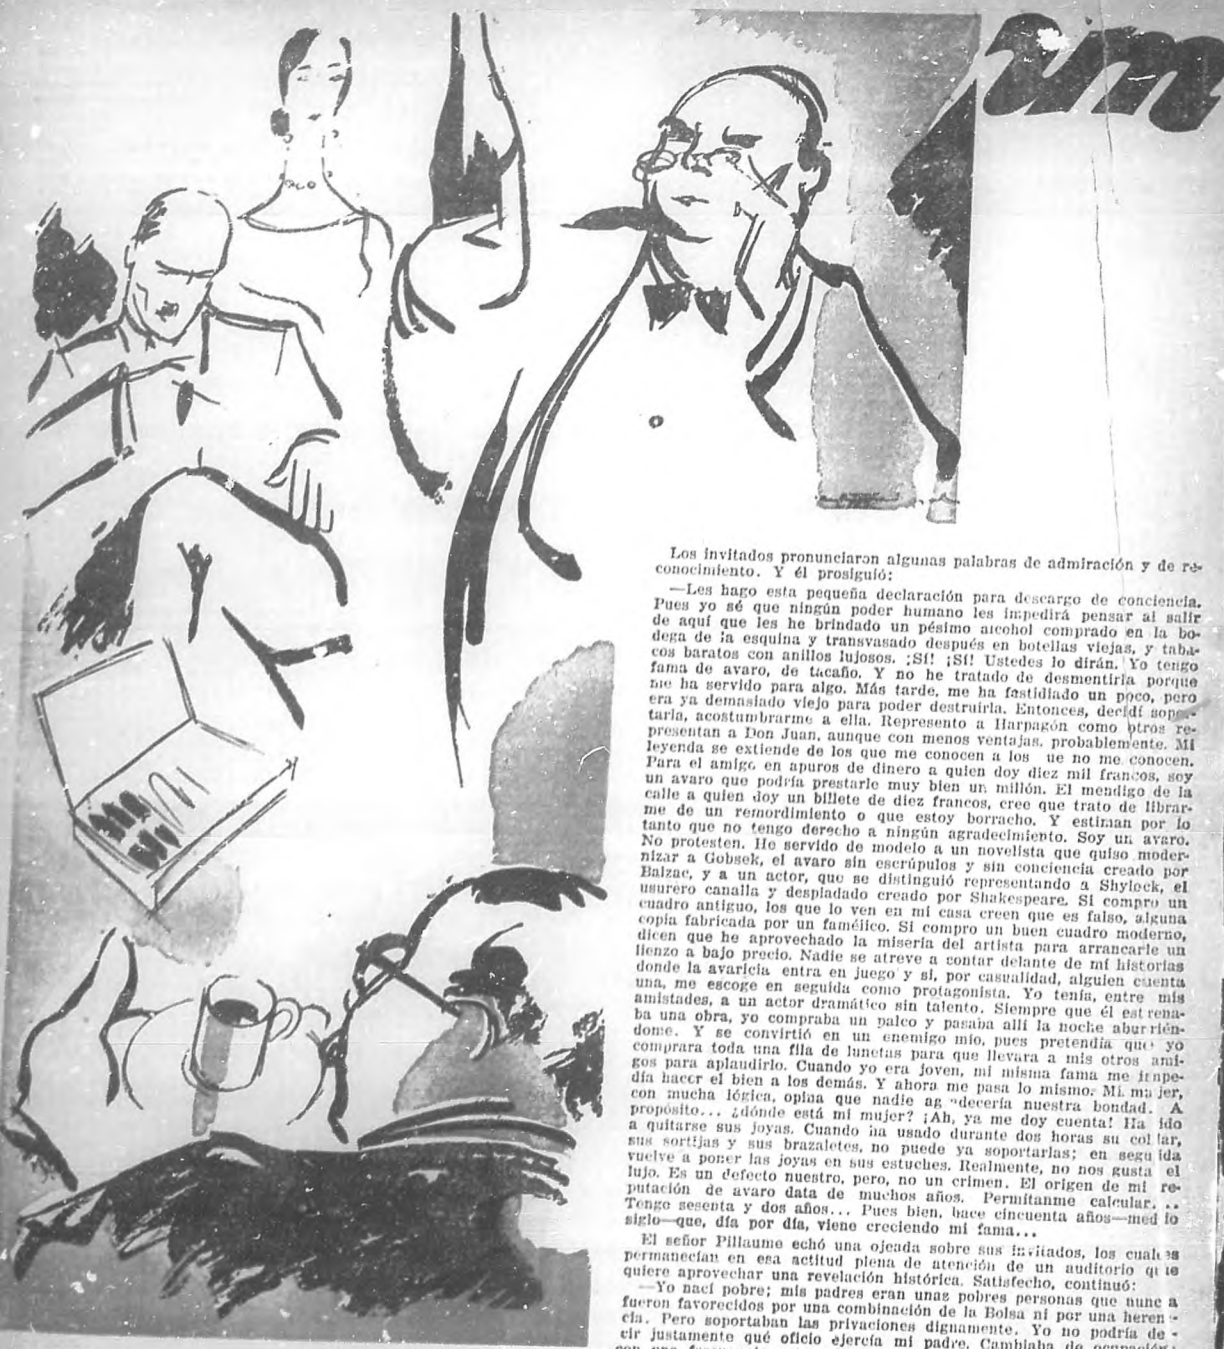 im
Los invitados pronunciaron algunas palabras de admiración y de re-
conocimiento. Y él prosiguió:
—Les hago esta pequeña declaración para descargo de conciencia.
Pues yo sé que ningún poder humano les impedirá pensar al salir
de aquí que les he brindado un pésimo alcohol comprado en la bo-
dega de la esquina y transvasado después en botellas viejas, y taba-
cos baratos con anillos lujosos. ¡Sí! ¡Sí! Ustedes lo dirán. Yo tengo
fama de avaro, de tacaño. Y no he tratado de desmentirla porque
me ha servido para algo. Más tarde, me ha fastidiado un poco, pero
era ya demasiado viejo para poder destruirla. Entonces, decidí sopor-
tarla, acostumbrarme a ella. Represento a Harpagón como otros re-
presentan a Don Juan, aunque con menos ventajas, probablemente. Mi
leyenda se extiende de los que me conocen a los ue no me conocen.
Para el amigo en apuros de dinero a quien doy diez mil francos, soy
un avaro que podría prestarle muy bien un millón. El mendigo de la
calle a quien doy un billete de diez francos, cree que trato de librar-
me de un remordimiento o que estoy borracho. Y estiman por lo
tanto que no tengo derecho a ningún agradecimiento. Soy un avaro.
No protesten. He servido de modelo a un novelista que quiso moder-
nizar a Gobsek, el avaro sin escrúpulos y sin conciencia creado por
Balzac, y a un actor, que se distinguió representando a Shylock, el
usurero canalla y despiadado creado por Shakespeare. Si compro un
cuadro antiguo, los que lo ven en mi casa creen que es falso, alguna
copia fabricada por un famélico. Si compro un buen cuadro moderno,
dicen que he aprovechado la miseria del artista para arrancarle un
lienzo a bajo precio. Nadie se atreve a contar delante de mí historias
donde la avaricia entra en juego y si, por casualidad, alguien cuenta
una, me escoge en seguida como protagonista. Yo tenía, entre mis
amistades, a un actor dramático sin talento. Siempre que él estrena-
ba una obra, yo compraba un palco y pasaba allí la noche aburrién-
dome. Y se convirtió en un enemigo mío, pues pretendía que yo
comprara toda una fila de lunetas para que llevara a mis otros ami-
gos para aplaudirlo. Cuando yo era joven, mi misma fama me impe-
día hacer el bien a los demás. Y ahora me pasa lo mismo. Mi mujer,
con mucha lógica, opina que nadie ag decería nuestra bondad. A
propósito... ¿dónde está mi mujer? ¡Ah, ya me doy cuenta! Ha ido
a quitarse sus joyas. Cuando ha usado durante dos horas su collar,
sus sortijas y sus brazaletes, no puede ya soportarlas; en seguida
vuelve a poner las joyas en sus estuches. Realmente, no nos gusta el
lujo. Es un defecto nuestro, pero, no un crimen. El origen de mi re-
putación de avaro data de muchos años. Permítanme calcular...
Tengo sesenta y dos años... Pues bien, hace cincuenta años—medio
siglo—que, día por día, viene creciendo mi fama...
El señor Pillaume echó una ojeada sobre sus invitados, los cuales
permanecían en esa actitud plena de atención de un auditorio que
quiere aprovechar una revelación histórica. Satisfecho, continuó:
—Yo nací pobre; mis padres eran unas pobres personas que nunca
fueron favorecidos por una combinación de la Bolsa ni por una heren-
cia. Pero soportaban las privaciones dignamente. Yo no podría de-
cir justamente qué oficio ejercía mi padre. Cambiaba de ocupación
con una